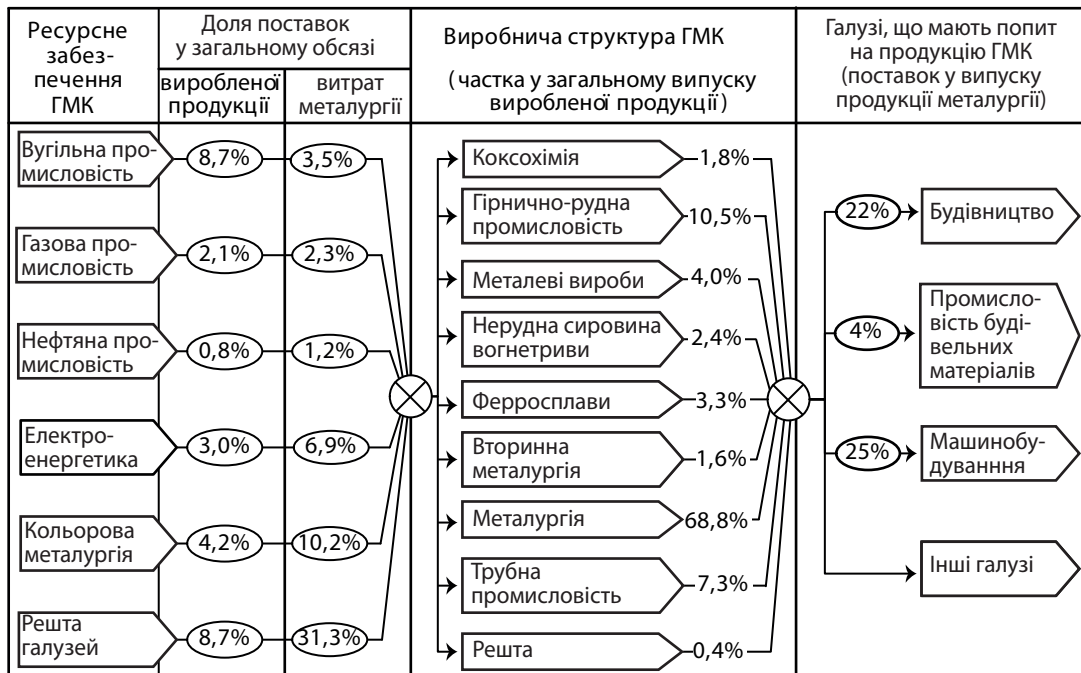 Ресурсне
забез-
печення
ГМК
Доля поставок
у загальному обсязі
виробленої
продукції
витрат
металургії
Виробнича структура ГМК
(частка у загальному випуску
виробленої продукції)
Галузі, що мають попит
на продукцію ГМК
(поставок у випуску
продукції металургії)
Вугільна про-
мисловість
8,7%
3,5%
Газова про-
мисловість
2,1%
2,3%
Нефтяна про-
мисловість
0,8%
1,2%
Електро-
енергетика
3,0%
6,9%
Кольорова
металургія
4,2%
10,2%
Решта
галузей
8,7%
31,3%
Коксохімія
1,8%
Гірнично-рудна
промисловість
10,5%
Металеві вироби
4,0%
Нерудна сировина
вогнетриви
2,4%
Ферросплави
3,3%
Вторинна
металургія
1,6%
Металургія
68,8%
Трубна
промисловість
7,3%
Решта
0,4%
22%
Будівництво
4%
Промисло-
вість буді-
вельних
матеріалів
25%
Машинобу-
дуванння
Інші галузі